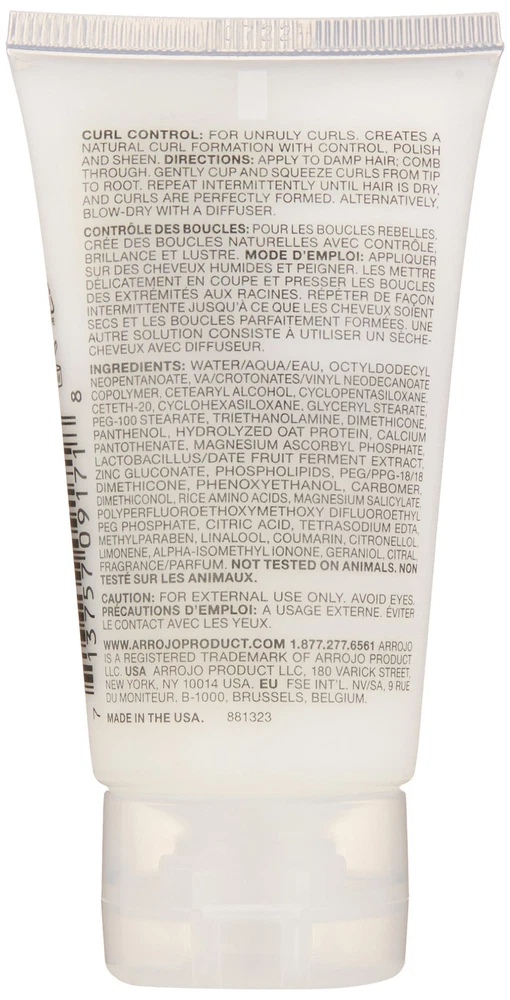 CURL CONTROL: FOR UNRULY CURLS. CREATES A
NATURAL CURL FORMATION WITH CONTROL, POLISH
AND SHEEN. DIRECTIONS: APPLY TO DAMP HAIR; COMB
THROUGH. GENTLY CUP AND SQUEEZE CURLS FROM TIP
TO ROOT. REPEAT INTERMITTENTLY UNTIL HAIR IS DRY,
AND CURLS ARE PERFECTLY FORMED. ALTERNATIVELY,
BLOW-DRY WITH A DIFFUSER.
CONTRÔLE DES BOUCLES: POUR LES BOUCLES REBELLES.
CRÉE DES BOUCLES NATURELLES AVEC CONTRÔLE,
BRILLANCE ET LUSTRE. MODE D'EMPLOI: APPLIQUER
SUR DES CHEVEUX HUMIDES ET PEIGNER. LES METTRE
DÉLICATEMENT EN COUPE ET PRESSER LES BOUCLES
DES EXTRÉMITÉS AUX RACINES. RÉPÉTER DE FAÇON
INTERMITTENTE JUSQU'À CE QUE LES CHEVEUX SOIENT
SECS ET LES BOUCLES PARFAITEMENT FORMÉES. UNE
AUTRE SOLUTION CONSISTE À UTILISER UN SÈCHE-
CHEVEUX AVEC DIFFUSEUR.
INGREDIENTS: WATER/AQUA/EAU, OCTYLDODECYL
NEOPENTANOATE, VA/CROTONATES/VINYL NEODECANOATE
COPOLYMER, CETEARYL ALCOHOL, CYCLOPENTASILOXANE,
CETETH-20, CYCLOHEXASILOXANE, GLYCERYL STEARATE,
PEG-100 STEARATE, TRIETHANOLAMINE, DIMETHICONE,
PANTHENOL, HYDROLYZED OAT PROTEIN, CALCIUM
PANTOTHENATE, MAGNESIUM ASCORBYL PHOSPHATE,
LACTOBACILLUS/DATE FRUIT FERMENT EXTRACT,
ZINC GLUCONATE, PHOSPHOLIPIDS, PEG/PPG-18/18
DIMETHICONE, PHENOXYETHANOL, CARBOMER,
DIMETHICONOL, RICE AMINO ACIDS, MAGNESIUM SALICYLATE,
POLYPERFLUOROETHOXYMETHOXY DIFLUOROETHYL
PEG PHOSPHATE, CITRIC ACID, TETRASODIUM EDTA,
METHYLPARABEN, LINALOOL, COUMARIN, CITRONELLOL,
LIMONENE, ALPHA-ISOMETHYL IONONE, GERANIOL, CITRAL,
FRAGRANCE/PARFUM. NOT TESTED ON ANIMALS. NON
TESTÉ SUR LES ANIMAUX.
CAUTION: FOR EXTERNAL USE ONLY. AVOID EYES.
PRÉCAUTIONS D'EMPLOI: A USAGE EXTERNE. ÉVITER
LE CONTACT AVEC LES YEUX.
WWW.ARROJOPRODUCT.COM 1.877.277.6561 ARROJO
IS A REGISTERED TRADEMARK OF ARROJO PRODUCT
LLC. USA ARROJO PRODUCT LLC, 180 VARICK STREET,
NEW YORK, NY 10014 USA. EU FSE INT'L. NV/SA, 9 RUE
DU MONITEUR, B-1000, BRUSSELS, BELGIUM.
MADE IN THE USA. 881323
7 13757 09171 8